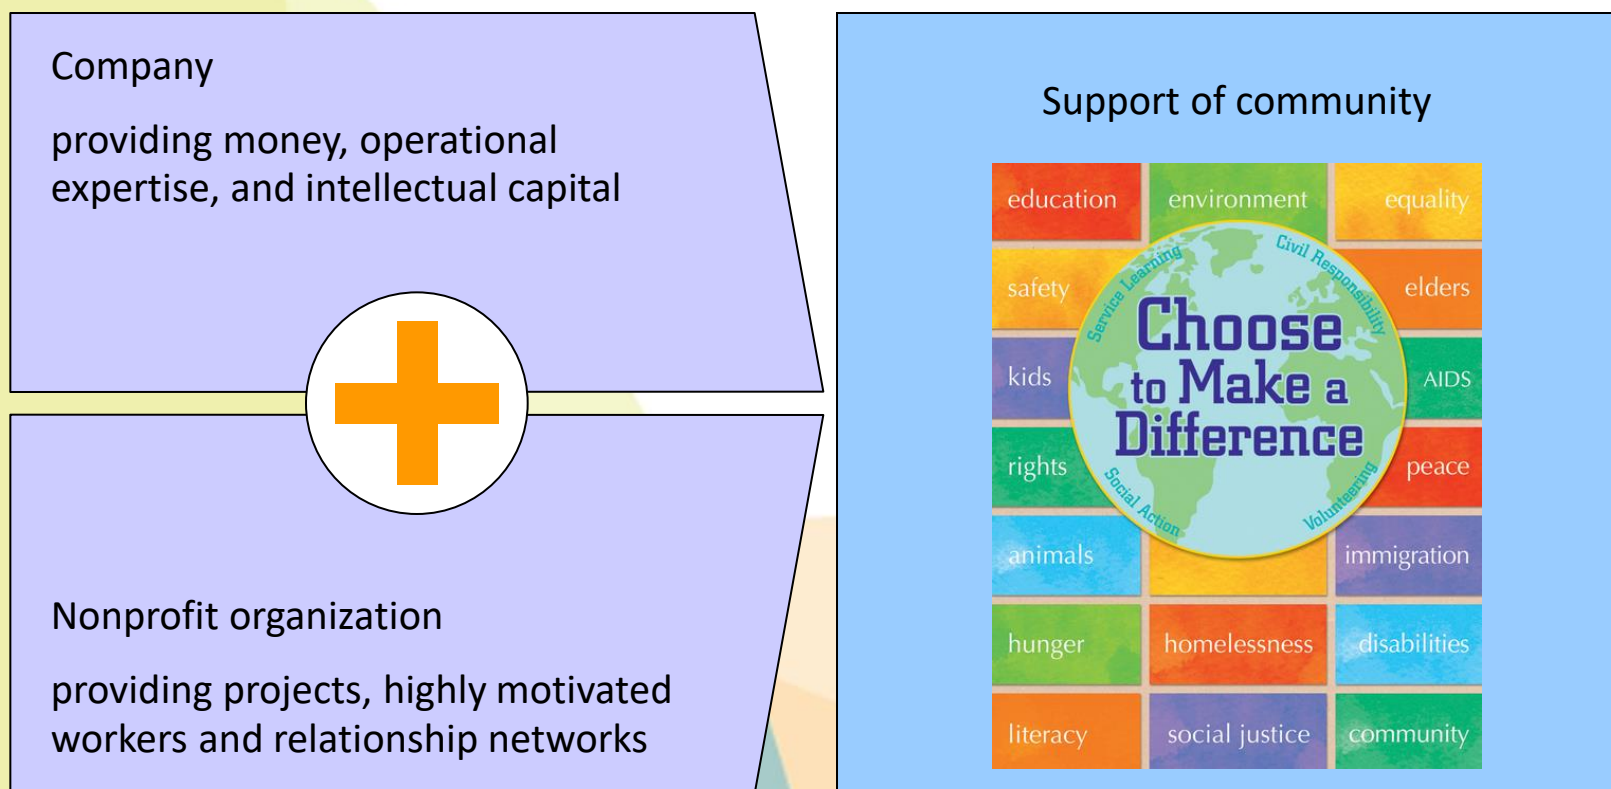 Company
providing money, operational
expertise, and intellectual capital
Nonprofit organization
providing projects, highly motivated
workers and relationship networks
Support of community
education
environment
equality
safety
elders
kids
AIDS
rights
peace
animals
immigration
hunger
homelessness
disabilities
literacy
social justice
community
Service Learning
Civil Responsibility
Choose
to Make a
Difference
Social Action
Volunteering